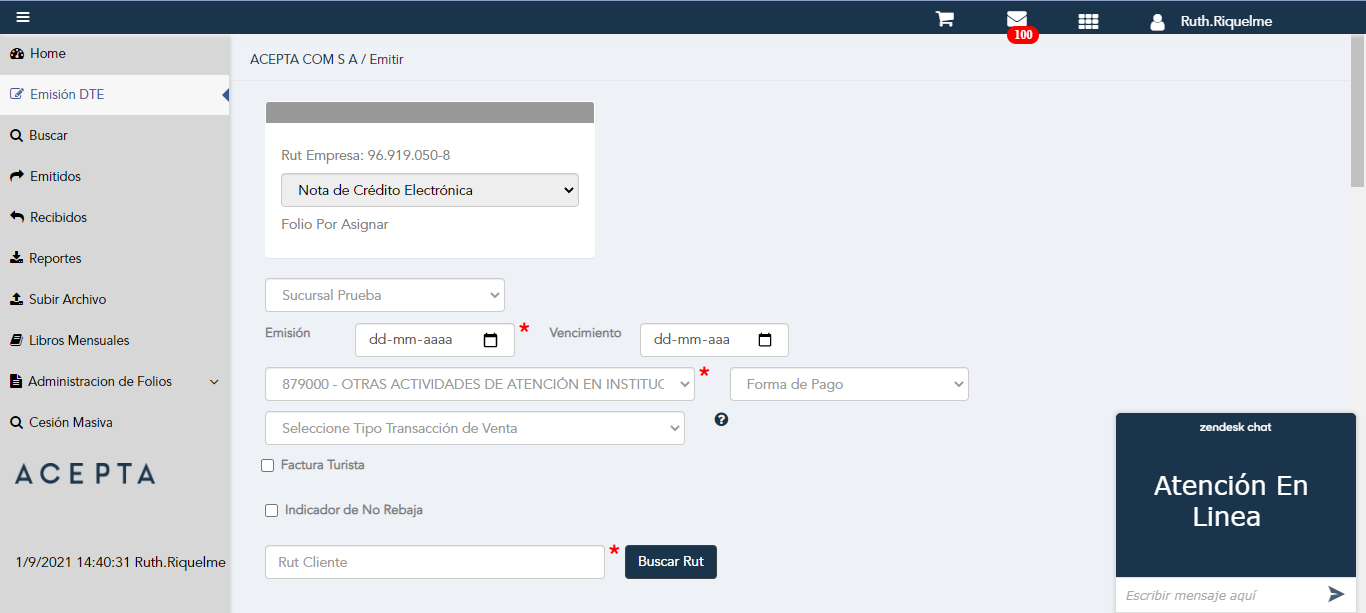 Ruth.Riquelme
100
Home
ACEPTA COM S A / Emitir
Emisión DTE
Buscar
Emitidos
Recibidos
Reportes
Subir Archivo
Libros Mensuales
Administracion de Folios
Cesión Masiva
ACEPTA
1/9/2021 14:40:31 Ruth.Riquelme
Rut Empresa: 96.919.050-8
Nota de Crédito Electrónica
Folio Por Asignar
Sucursal Prueba
Emisión dd-mm-aaaa * Vencimiento dd-mm-aaa
879000 - OTRAS ACTIVIDADES DE ATENCIÓN EN INSTITUC * Forma de Pago
Seleccione Tipo Transacción de Venta ?
Factura Turista
Indicador de No Rebaja
Rut Cliente * Buscar Rut
zendesk chat
Atención En
Linea
Escribir mensaje aquí